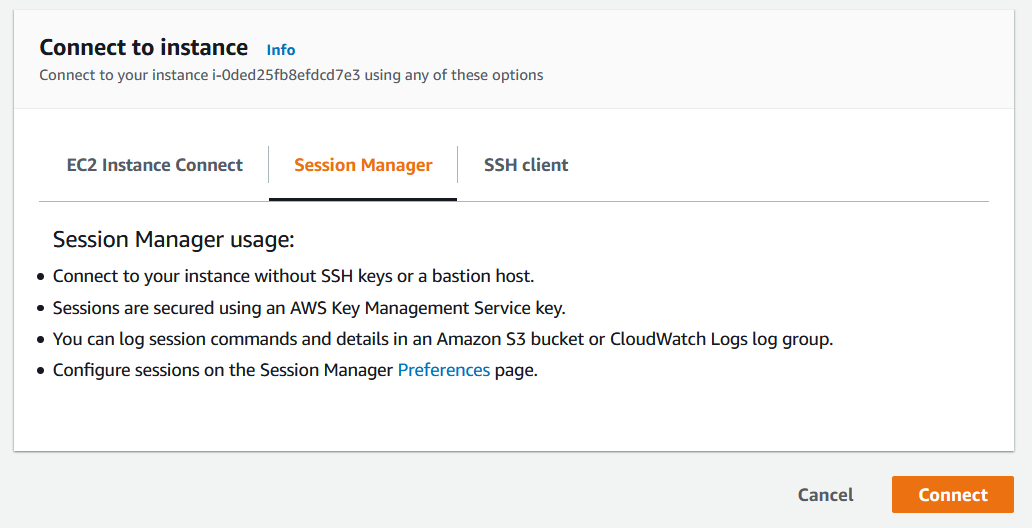 Connect to instance Info
Connect to your instance i-0ded25fb8efdcd7e3 using any of these options
EC2 Instance Connect Session Manager SSH client
Session Manager usage:
Connect to your instance without SSH keys or a bastion host.
Sessions are secured using an AWS Key Management Service key.
You can log session commands and details in an Amazon S3 bucket or CloudWatch Logs log group.
Configure sessions on the Session Manager Preferences page.
Cancel Connect